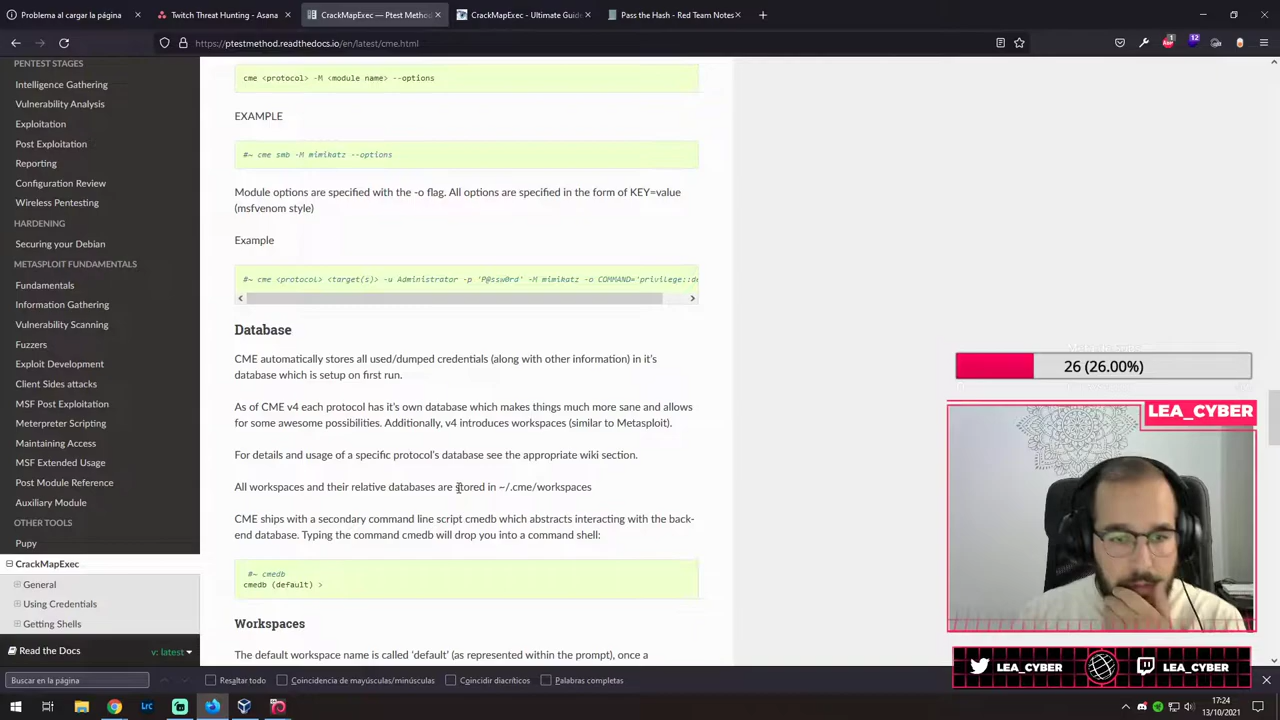 Problema al cargar la página
Twitch Threat Hunting - Asana
CrackMapExec — Ptest Method
CrackMapExec - Ultimate Guide
Pass the Hash - Red Team Notes
https://ptestmethod.readthedocs.io/en/latest/cme.html
1
12
PENTEST STAGES
Intelligence Gathering
Vulnerability Analysis
Exploitation
Post Exploitation
Reporting
Configuration Review
Wireless Pentesting
HARDENING
Securing your Debian
METASPLOIT FUNDAMENTALS
Fundamentals
Information Gathering
Vulnerability Scanning
Fuzzers
Exploit Development
Client Sides attacks
MSF Post Exploitation
Meterpreter Scripting
Maintaining Access
MSF Extended Usage
Post Module Reference
Auxiliary Module
OTHER TOOLS
Pupy
CrackMapExec
General
Using Credentials
Getting Shells
Read the Docs
v: latest
cme <protocol> -M <module name> --options
EXAMPLE
#~ cme smb -M mimikatz --options
Module options are specified with the -o flag. All options are specified in the form of KEY=value
(msfvenom style)
Example
#~ cme <protocol> <target(s)> -u Administrator -p 'P@ssw0rd' -M mimikatz -o COMMAND='privilege::de
Database
CME automatically stores all used/dumped credentials (along with other information) in it's
database which is setup on first run.
As of CME v4 each protocol has it's own database which makes things much more sane and allows
for some awesome possibilities. Additionally, v4 introduces workspaces (similar to Metasploit).
For details and usage of a specific protocol's database see the appropriate wiki section.
All workspaces and their relative databases are stored in ~/.cme/workspaces
CME ships with a secondary command line script cmedb which abstracts interacting with the back-
end database. Typing the command cmedb will drop you into a command shell:
#~ cmedb
cmedb (default) >
Workspaces
The default workspace name is called 'default' (as represented within the prompt), once a
26 (26.00%)
LEA_CYBER
LEA_CYBER
LEA_CYBER
Buscar en la página
Resaltar todo
Coincidencia de mayúsculas/minúsculas
Coincidir diacríticos
Palabras completas
Lrc
17:24
13/10/2021